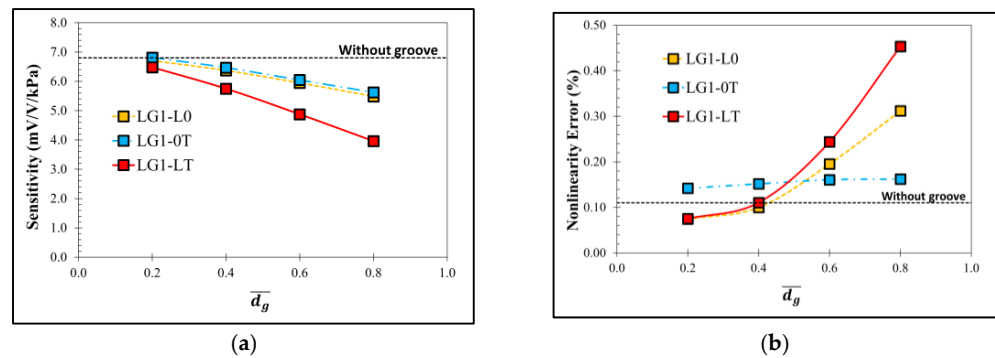 8.0
7.0
6.0
5.0
4.0
3.0
2.0
1.0
0.0
Sensitivity (mV/V/kPa)
Without groove
LG1-L0
LG1-0T
LG1-LT
0.0 0.2 0.4 0.6 0.8 1.0
d_g
(a)
0.50
0.40
0.30
0.20
0.10
0.00
Nonlinearity Error (%)
LG1-L0
LG1-0T
LG1-LT
Without groove
0.0 0.2 0.4 0.6 0.8 1.0
d_g
(b)